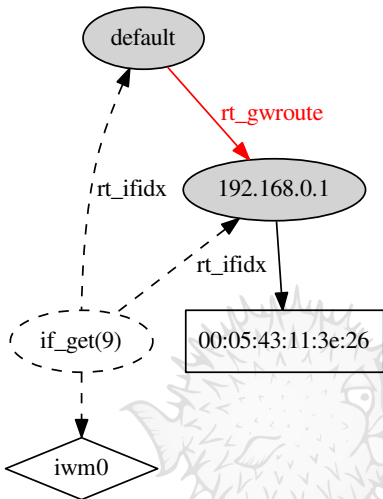 default
rt_gwroute
192.168.0.1
rt_ifidx
rt_ifidx
if_get(9)
00:05:43:11:3e:26
iwm0